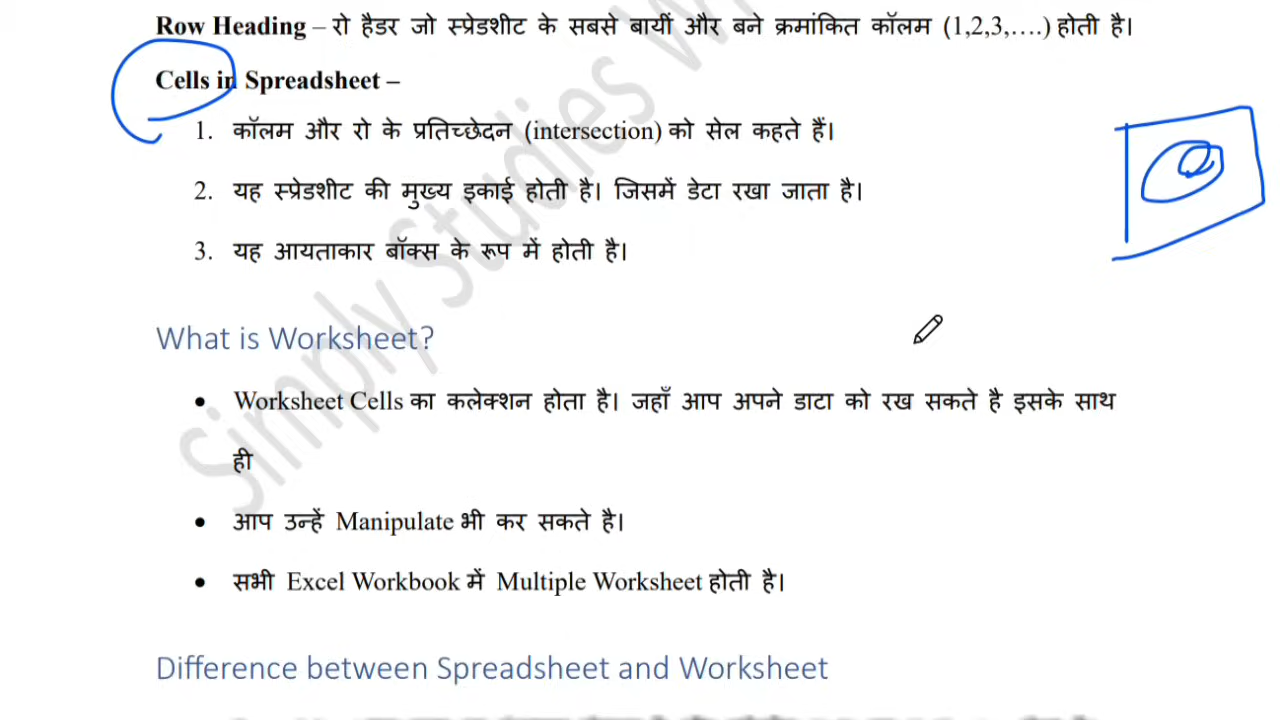 Row Heading – रो हैडर जो स्प्रेडशीट के सबसे बायीं और बने क्रमांकित कॉलम (1,2,3,….) होती है।
Cells in Spreadsheet –
1. कॉलम और रो के प्रतिच्छेदन (intersection) को सेल कहते हैं।
2. यह स्प्रेडशीट की मुख्य इकाई होती है। जिसमें डेटा रखा जाता है।
3. यह आयताकार बॉक्स के रूप में होती है।
What is Worksheet?
• Worksheet Cells का कलेक्शन होता है। जहाँ आप अपने डाटा को रख सकते है इसके साथ
ही
• आप उन्हें Manipulate भी कर सकते है।
• सभी Excel Workbook में Multiple Worksheet होती है।
Difference between Spreadsheet and Worksheet
Simply Studies